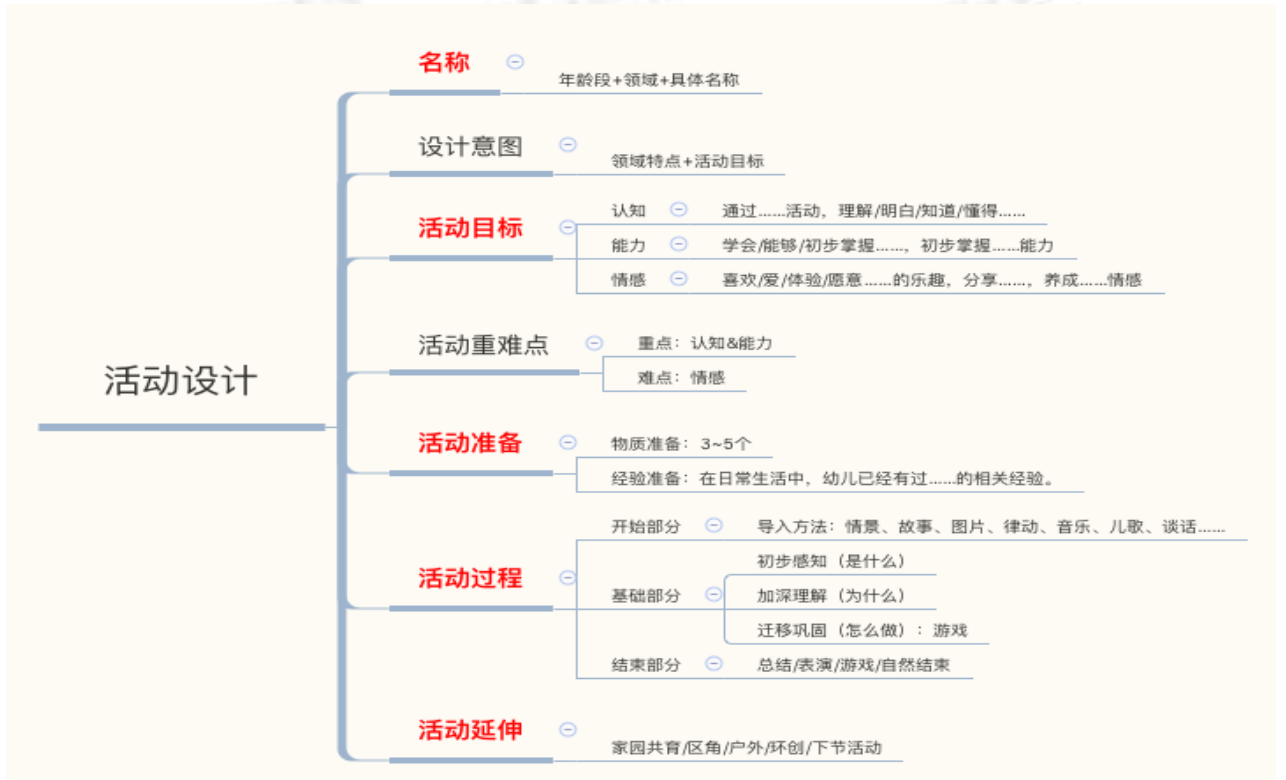 活动设计
名称
年龄段+领域+具体名称
设计意图
领域特点+活动目标
活动目标
认知
通过……活动，理解/明白/知道/懂得……
能力
学会/能够/初步掌握……，初步掌握……能力
情感
喜欢/爱/体验/愿意……的乐趣，分享……，养成……情感
活动重难点
重点：认知&能力
难点：情感
活动准备
物质准备：3~5个
经验准备：在日常生活中，幼儿已经有过……的相关经验。
活动过程
开始部分
导入方法：情景、故事、图片、律动、音乐、儿歌、谈话……
基础部分
初步感知（是什么）
加深理解（为什么）
迁移巩固（怎么做）：游戏
结束部分
总结/表演/游戏/自然结束
活动延伸
家园共育/区角/户外/环创/下节活动